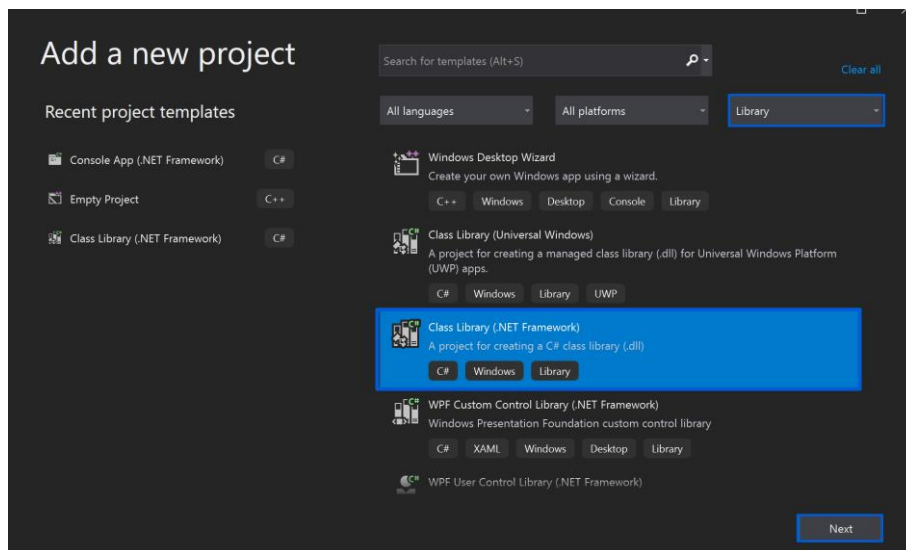 Add a new project
Search for templates (Alt+S)
Clear all
Recent project templates
All languages
All platforms
Library
Console App (.NET Framework)
C#
Empty Project
C++
Class Library (.NET Framework)
C#
Windows Desktop Wizard
Create your own Windows app using a wizard.
C++ Windows Desktop Console Library
Class Library (Universal Windows)
A project for creating a managed class library (.dll) for Universal Windows Platform
(UWP) apps.
C# Windows Library UWP
Class Library (.NET Framework)
A project for creating a C# class library (.dll)
C# Windows Library
WPF Custom Control Library (.NET Framework)
Windows Presentation Foundation custom control library
C# XAML Windows Desktop Library
WPF User Control Library (.NET Framework)
Next